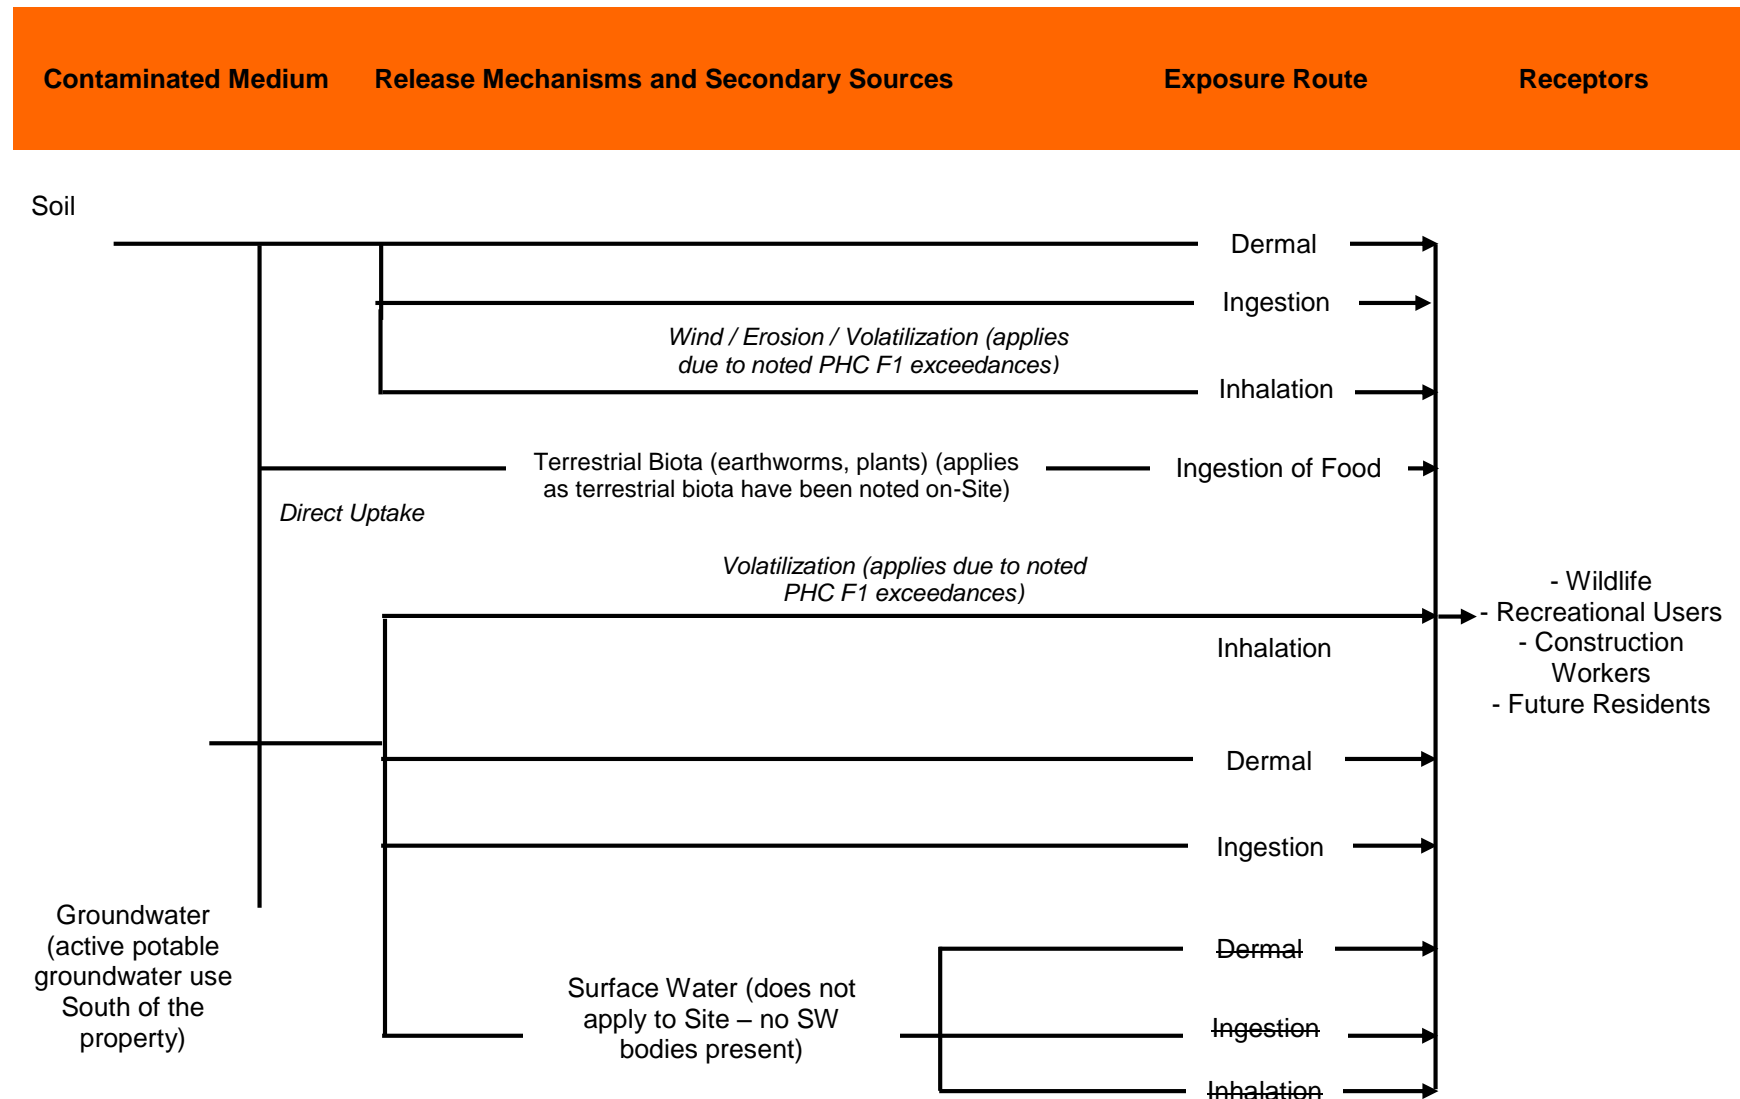 Contaminated Medium
Release Mechanisms and Secondary Sources
Exposure Route
Receptors
Soil
Dermal
Ingestion
Wind / Erosion / Volatilization (applies
due to noted PHC F1 exceedances)
Inhalation
Terrestrial Biota (earthworms, plants) (applies
as terrestrial biota have been noted on-Site)
Ingestion of Food
Direct Uptake
Volatilization (applies due to noted
PHC F1 exceedances)
Inhalation
- Wildlife
- Recreational Users
- Construction
Workers
- Future Residents
Dermal
Ingestion
Groundwater
(active potable
groundwater use
South of the
property)
Surface Water (does not
apply to Site – no SW
bodies present)
Dermal
Ingestion
Inhalation